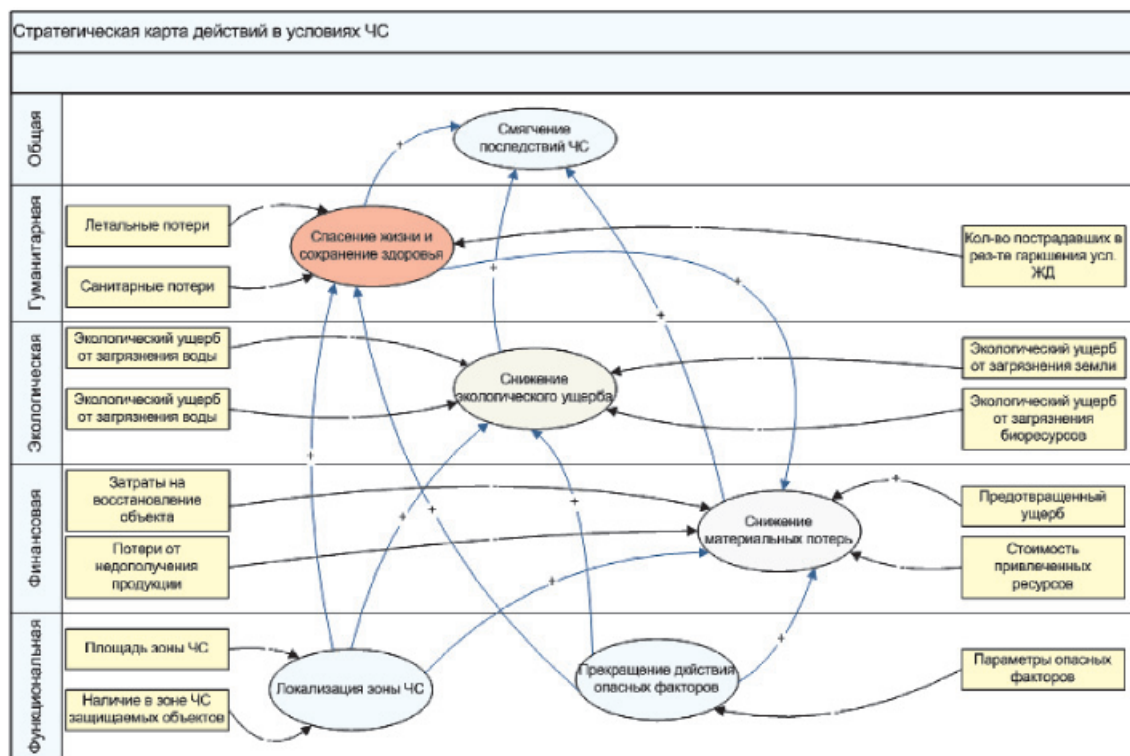 Стратегическая карта действий в условиях ЧС
Общая
Смягчение
последствий ЧС
Гуманитарная
Летальные потери
Санитарные потери
Спасение жизни и
сохранение здоровья
Кол-во пострадавших в
рез-те гаркшения усл.
ЖД
Экологическая
Экологический ущерб
от загрязнения воды
Экологический ущерб
от загрязнения воды
Снижение
экологического ущерба
Экологический ущерб
от загрязнения земли
Экологический ущерб
от загрязнения
биоресурсов
Финансовая
Затраты на
восстановление
объекта
Потери от
недополучения
продукции
Снижение
материальных потерь
Предотвращенный
ущерб
Стоимость
привлеченных
ресурсов
Функциональная
Площадь зоны ЧС
Наличие в зоне ЧС
защищаемых объектов
Локализация зоны ЧС
Прекращение действия
опасных факторов
Параметры опасных
факторов